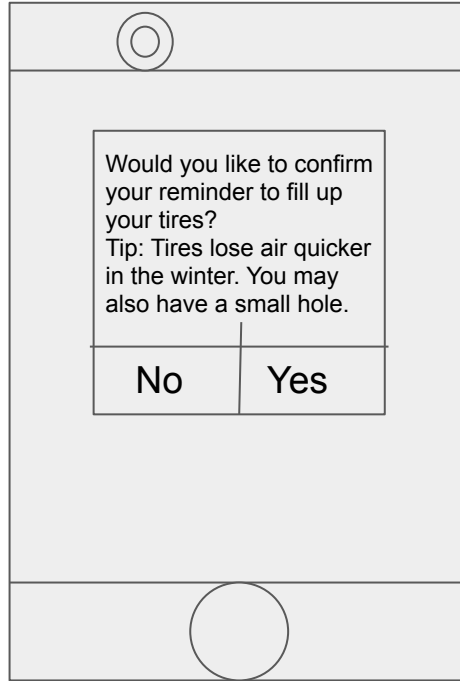 Would you like to confirm
your reminder to fill up
your tires?
Tip: Tires lose air quicker
in the winter. You may
also have a small hole.
No Yes